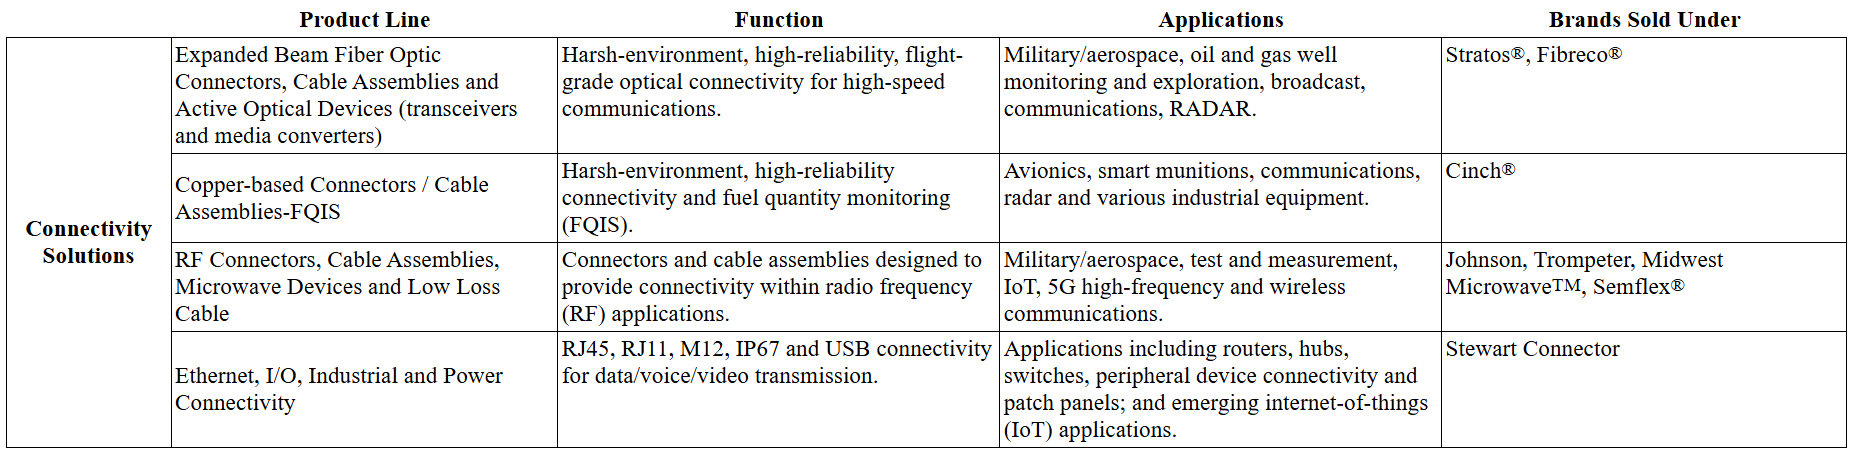 Product Line Function Applications Brands Sold Under
Connectivity
Solutions
Expanded Beam Fiber Optic
Connectors, Cable Assemblies and
Active Optical Devices (transceivers
and media converters)
Harsh-environment, high-reliability, flight-
grade optical connectivity for high-speed
communications.
Military/aerospace, oil and gas well
monitoring and exploration, broadcast,
communications, RADAR.
Stratos®, Fibreco®
Copper-based Connectors / Cable
Assemblies-FQIS
Harsh-environment, high-reliability
connectivity and fuel quantity monitoring
(FQIS).
Avionics, smart munitions, communications,
radar and various industrial equipment.
Cinch®
RF Connectors, Cable Assemblies,
Microwave Devices and Low Loss
Cable
Connectors and cable assemblies designed to
provide connectivity within radio frequency
(RF) applications.
Military/aerospace, test and measurement,
IoT, 5G high-frequency and wireless
communications.
Johnson, Trompeter, Midwest
Microwave™, Semflex®
Ethernet, I/O, Industrial and Power
Connectivity
RJ45, RJ11, M12, IP67 and USB connectivity
for data/voice/video transmission.
Applications including routers, hubs,
switches, peripheral device connectivity and
patch panels; and emerging internet-of-things
(IoT) applications.
Stewart Connector